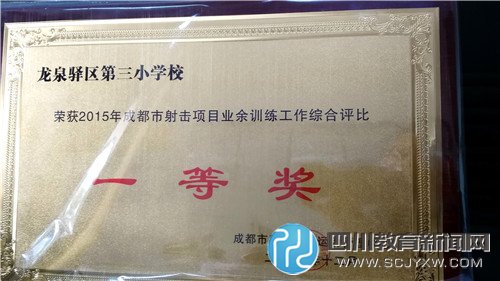 龙泉驿区第三小学校
荣获2015年成都市射击项目业余训练工作综合评比
一等奖
成都市
四川教育新闻网
WWW.SCJYXW.COM